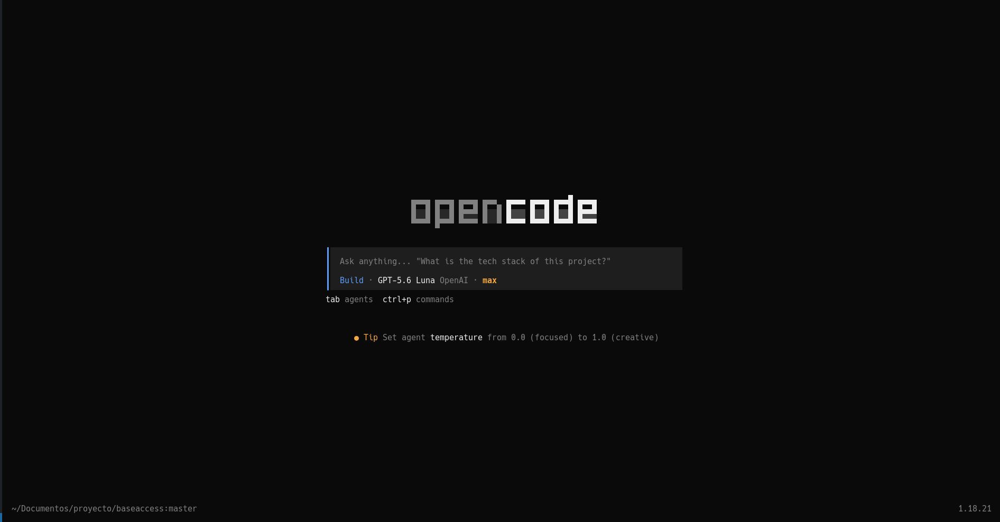 opencode
Ask anything... "What is the tech stack of this project?"
Build · GPT-5.6 Luna OpenAI · max
tab agents  ctrl+p commands
● Tip Set agent temperature from 0.0 (focused) to 1.0 (creative)
~/Documentos/proyecto/baseaccess:master
1.18.21